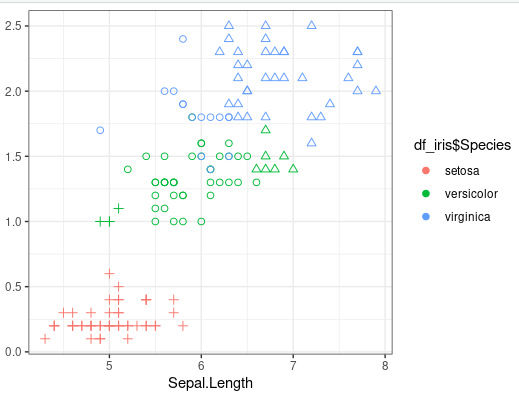 2.5
2.0
1.5
1.0
0.5
0.0
5 6 7 8
Sepal.Length
df_iris$Species
setosa
versicolor
virginica